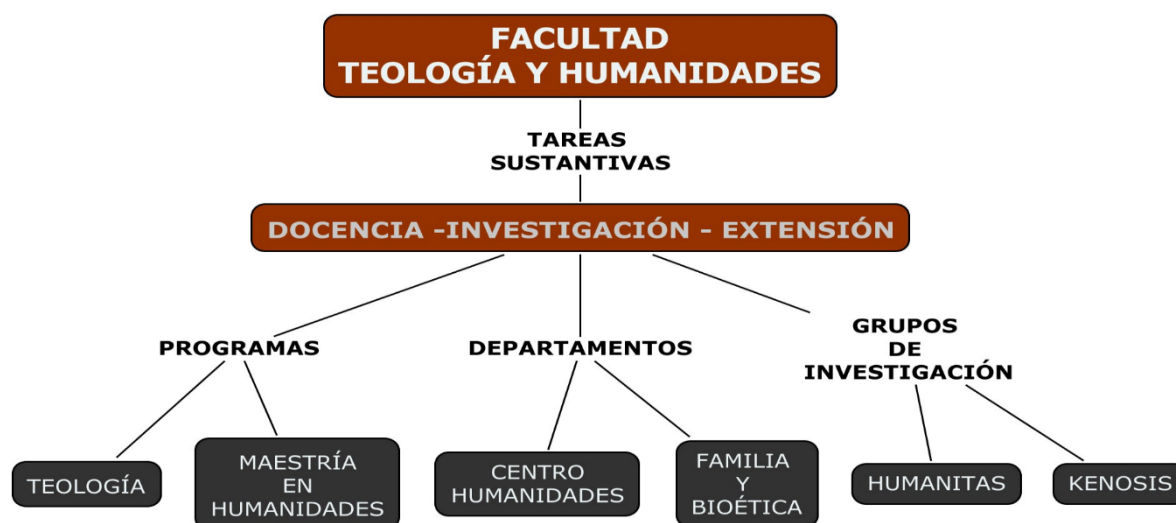 FACULTAD
TEOLOGÍA Y HUMANIDADES
TAREAS
SUSTANTIVAS
DOCENCIA -INVESTIGACIÓN - EXTENSIÓN
PROGRAMAS
DEPARTAMENTOS
GRUPOS
DE
INVESTIGACIÓN
TEOLOGÍA
MAESTRÍA
EN
HUMANIDADES
CENTRO
HUMANIDADES
FAMILIA
Y
BIOÉTICA
HUMANITAS
KENOSIS